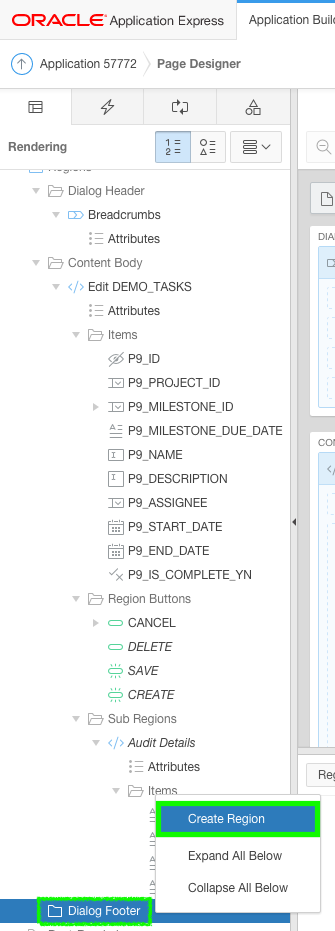 ORACLE Application Express
Application Buil
Application 57772
Page Designer
Rendering
Regions
Dialog Header
DIA
Breadcrumbs
Attributes
Content Body
Edit DEMO_TASKS
Attributes
Items
P9_ID
P9_PROJECT_ID
P9_MILESTONE_ID
P9_MILESTONE_DUE_DATE
CON
P9_NAME
P9_DESCRIPTION
P9_ASSIGNEE
P9_START_DATE
P9_END_DATE
P9_IS_COMPLETE_YN
Region Buttons
CANCEL
DELETE
SAVE
CREATE
Sub Regions
Audit Details
Attributes
Reg
Items
Create Region
Expand All Below
Collapse All Below
Dialog Footer